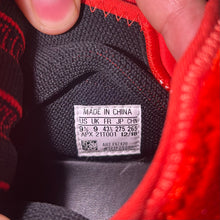 MADE IN CHINA
US UK FR JP CHN
9½ 9 43⅓ 275 265
APX 211001 12/18